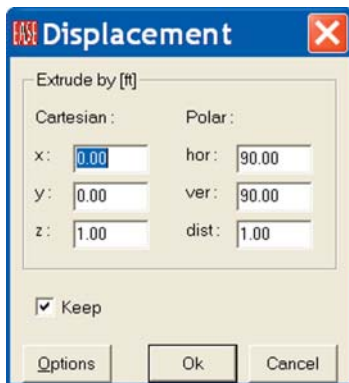 EASE Displacement
Extrude by [ft]
Cartesian : Polar :
x : 0.00 hor : 90.00
y : 0.00 ver : 90.00
z : 1.00 dist : 1.00
Keep
Options Ok Cancel